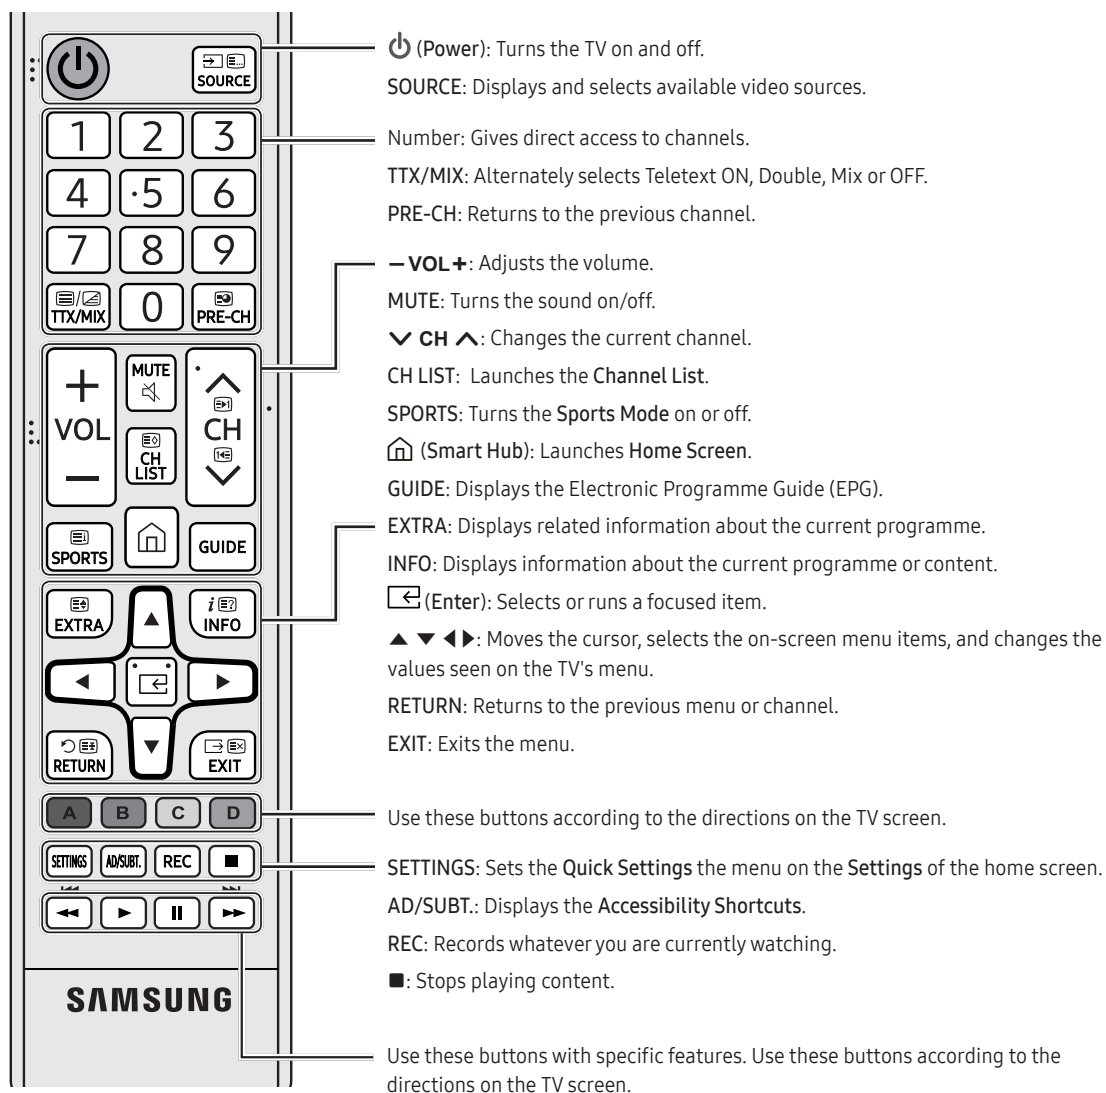 SOURCE
1 2 3
4 ·5 6
7 8 9
TTX/MIX 0 PRE-CH
+ MUTE
VOL CH
CH LIST
−
SPORTS GUIDE
EXTRA i INFO
RETURN EXIT
A B C D
SETTINGS AD/SUBT. REC
SAMSUNG
(Power): Turns the TV on and off.
SOURCE: Displays and selects available video sources.
Number: Gives direct access to channels.
TTX/MIX: Alternately selects Teletext ON, Double, Mix or OFF.
PRE-CH: Returns to the previous channel.
− VOL +: Adjusts the volume.
MUTE: Turns the sound on/off.
CH : Changes the current channel.
CH LIST: Launches the Channel List.
SPORTS: Turns the Sports Mode on or off.
(Smart Hub): Launches Home Screen.
GUIDE: Displays the Electronic Programme Guide (EPG).
EXTRA: Displays related information about the current programme.
INFO: Displays information about the current programme or content.
(Enter): Selects or runs a focused item.
▲ ▼ ◀ ▶: Moves the cursor, selects the on-screen menu items, and changes the
values seen on the TV's menu.
RETURN: Returns to the previous menu or channel.
EXIT: Exits the menu.
Use these buttons according to the directions on the TV screen.
SETTINGS: Sets the Quick Settings the menu on the Settings of the home screen.
AD/SUBT.: Displays the Accessibility Shortcuts.
REC: Records whatever you are currently watching.
■: Stops playing content.
Use these buttons with specific features. Use these buttons according to the
directions on the TV screen.